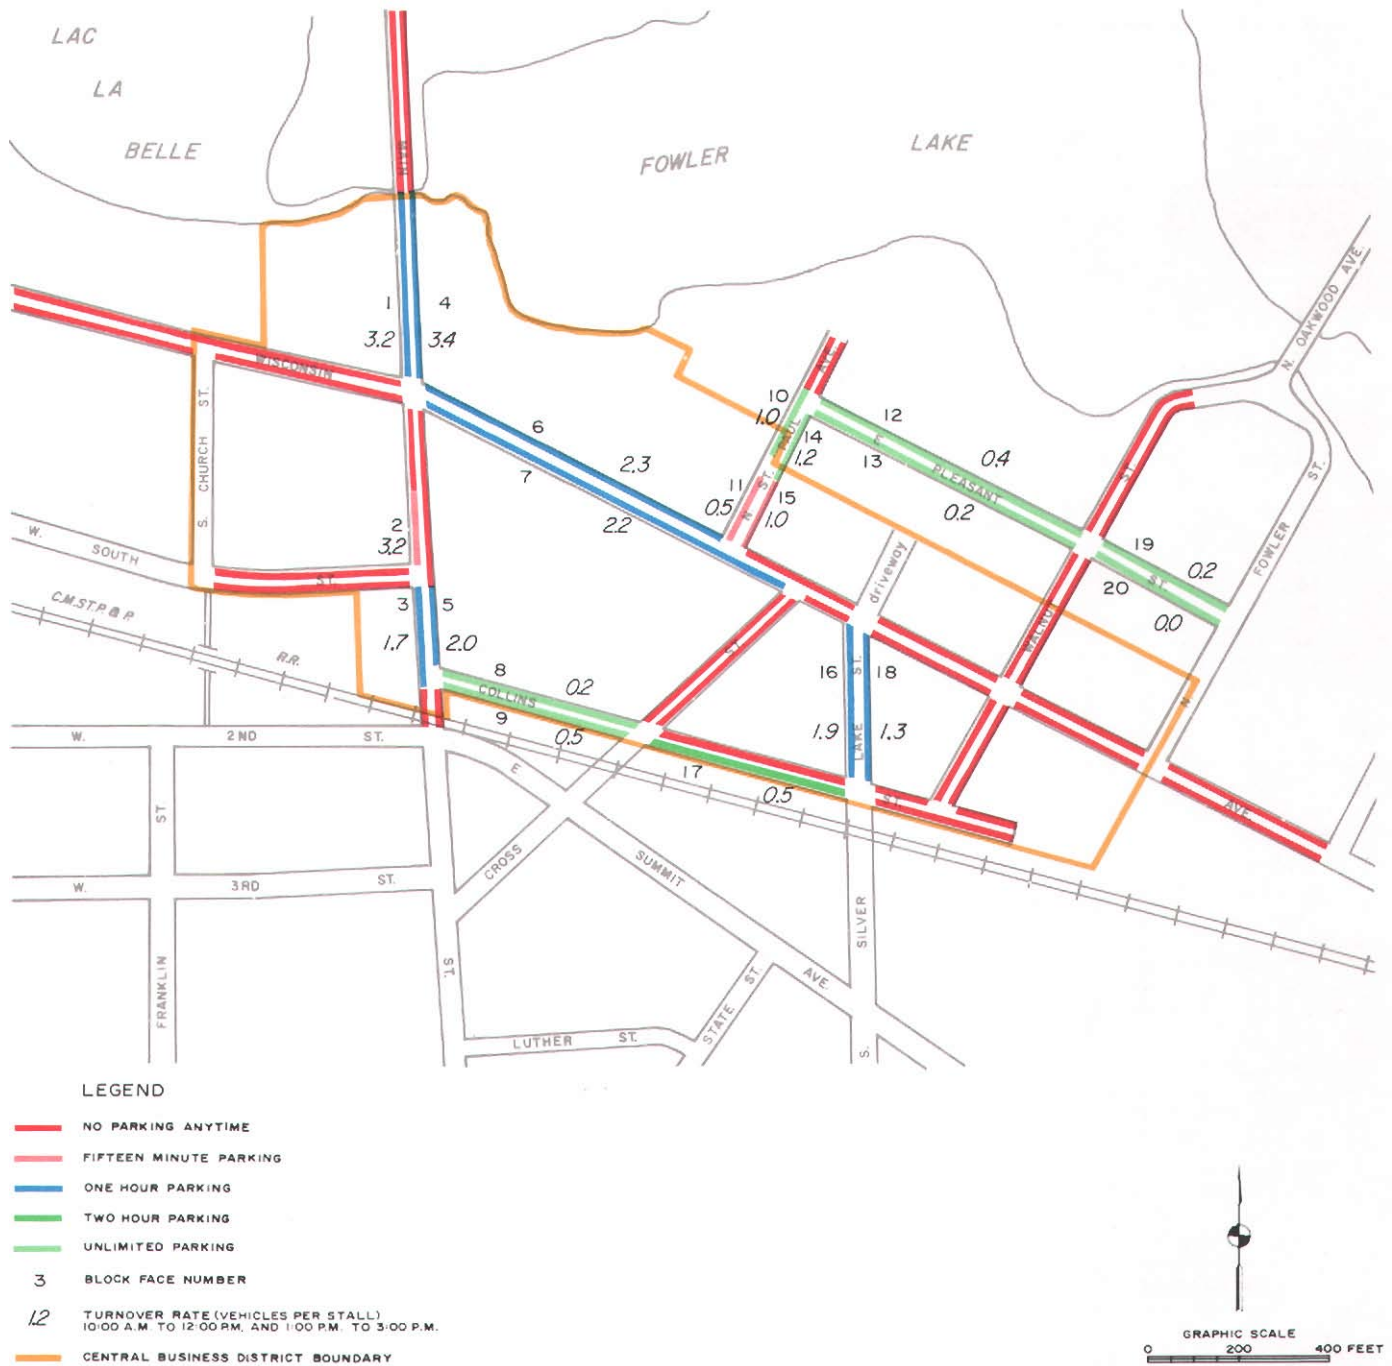 LAC
LA
BELLE
FOWLER
LAKE
MAIN
N. OAKWOOD AVE.
1
4
3.2
3.4
WISCONSIN
AVE.
S. CHURCH ST.
10
1.0
12
E
PAUL
14
6
1.2
13
0.4
2.3
PLEASANT
ST.
7
11
ST.
15
0.5
N
1.0
0.2
2.2
2
3.2
W.
SOUTH
ST.
driveway
19
0.2
ST.
20
0.0
FOWLER
ST.
C.M.ST.P. & P.
R.R.
3
5
1.7
2.0
WALNUT
ST.
8
0.2
COLLINS
9
0.5
16
ST.
18
1.9
LAKE
1.3
N.
W.
2ND
ST.
E
17
0.5
ST.
AVE.
ST
CROSS
SUMMIT
W.
3RD
ST.
SILVER
FRANKLIN
ST.
STATE
ST.
AVE.
LUTHER
ST.
S.
LEGEND
NO PARKING ANYTIME
FIFTEEN MINUTE PARKING
ONE HOUR PARKING
TWO HOUR PARKING
UNLIMITED PARKING
3 BLOCK FACE NUMBER
1.2 TURNOVER RATE (VEHICLES PER STALL)
10:00 A.M. TO 12:00 P.M. AND 1:00 P.M. TO 3:00 P.M.
CENTRAL BUSINESS DISTRICT BOUNDARY
GRAPHIC SCALE
0 200 400 FEET